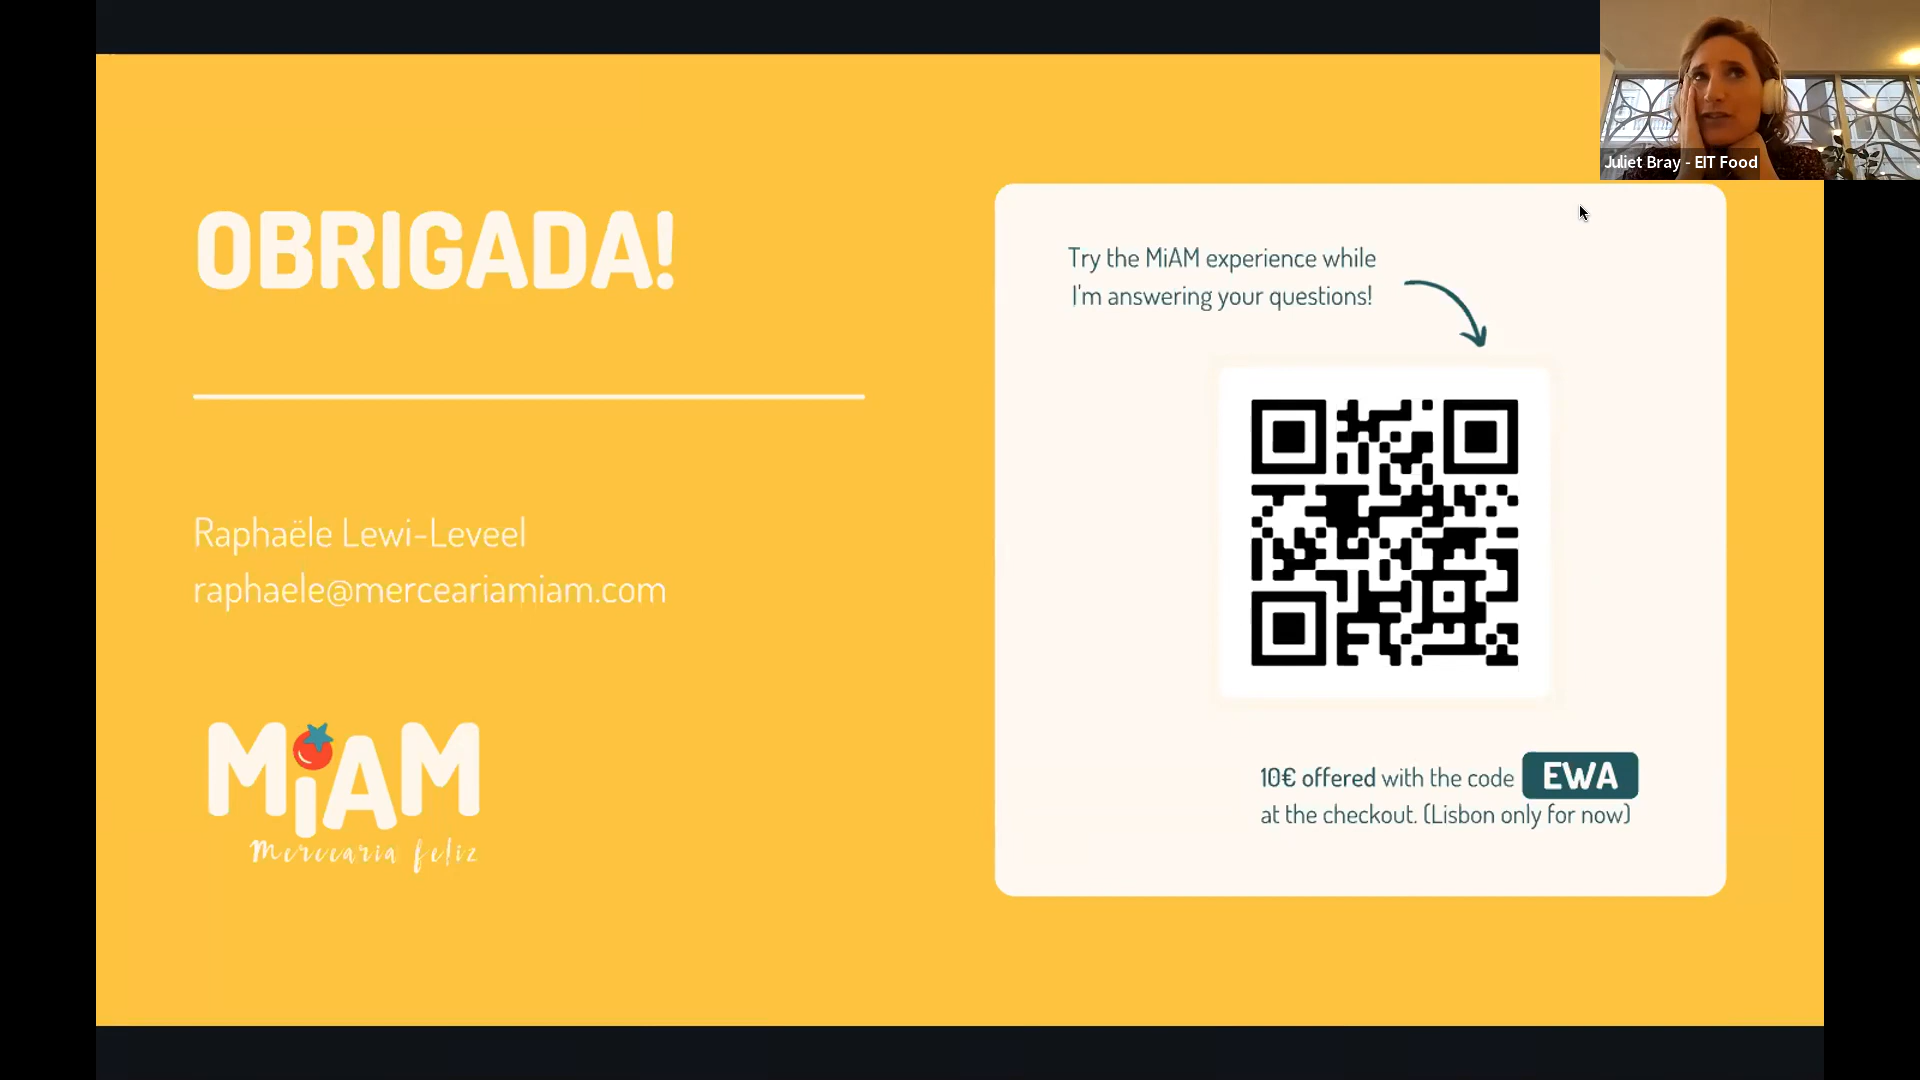 OBRIGADA!
Raphaële Lewi-Leveel
raphaele@merceariamiam.com
MiAM
Mercearia feliz
Try the MiAM experience while
I'm answering your questions!
10€ offered with the code EWA
at the checkout. (Lisbon only for now)
Juliet Bray - EIT Food